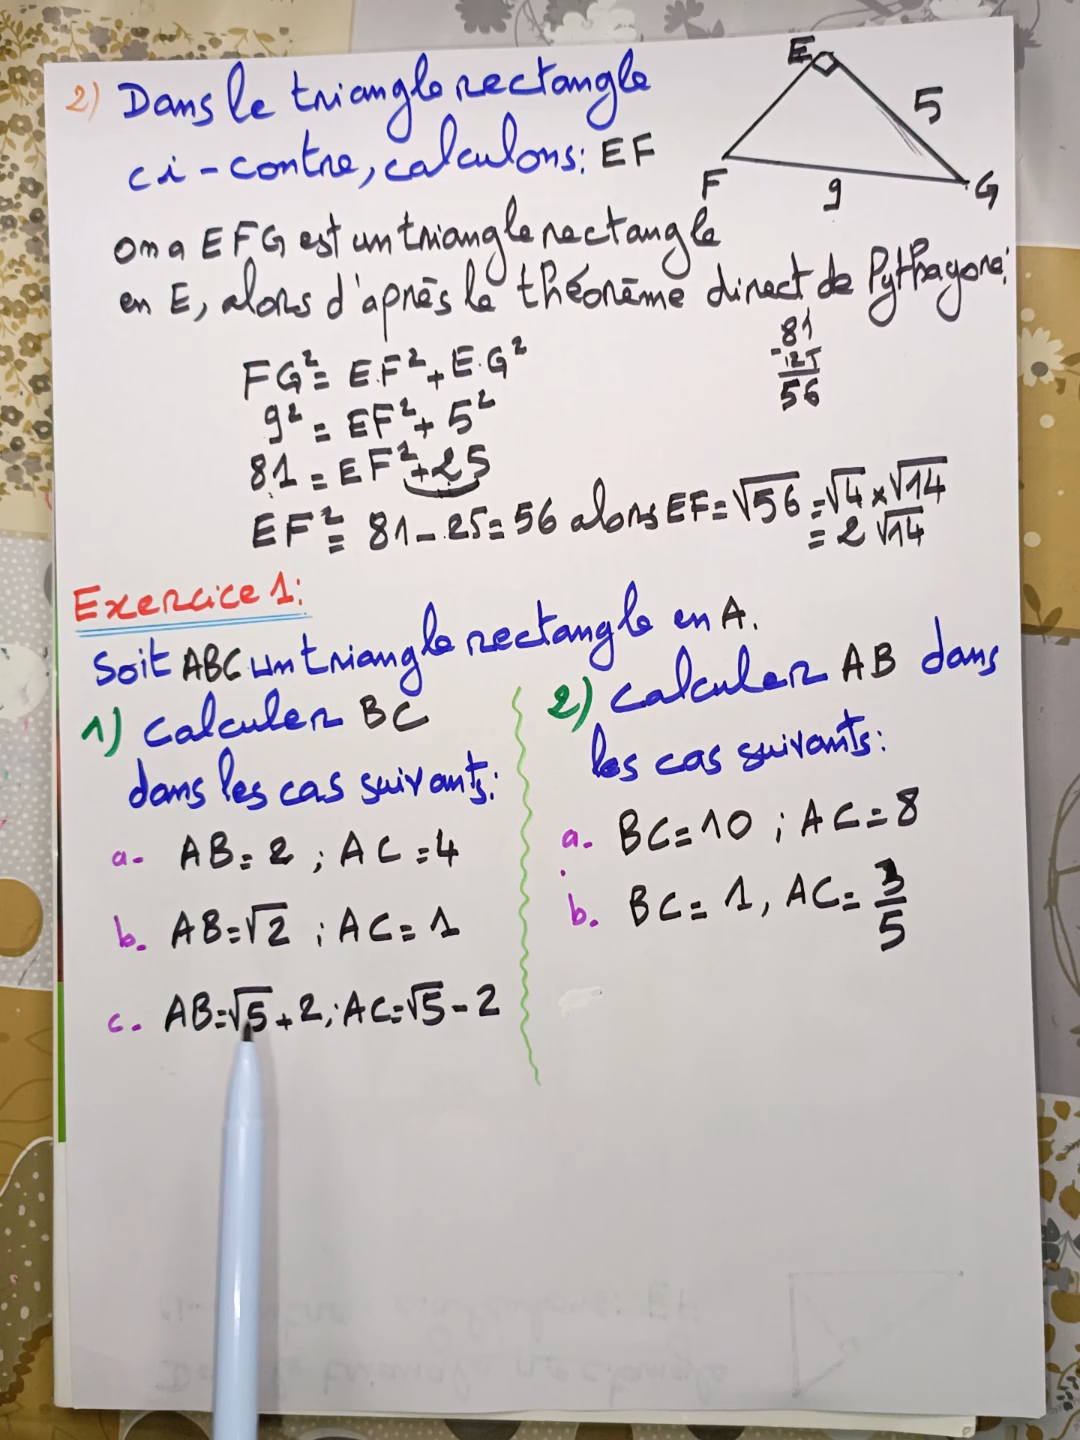 2) Dans le triangle rectangle
ci-contre, calculons: EF
E
5
F
9
G
on a EFG est un triangle rectangle
en E, alors d'après le théorème direct de Pythagore:
FG² = EF² + EG²
9² = EF² + 5²
81 = EF² + 25
EF² = 81 - 25 = 56 alors EF = √56 = √4 × √14
= 2√14
81
- 25
56
Exercice 1:
Soit ABC un triangle rectangle en A.
1) calculer BC
dans les cas suivants:
a- AB = 2 ; AC = 4
b. AB = √2 ; AC = 1
c. AB = √5 + 2 ; AC = √5 - 2
2) calculer AB dans
les cas suivants:
a. BC = 10 ; AC = 8
b. BC = 1, AC = 3/5